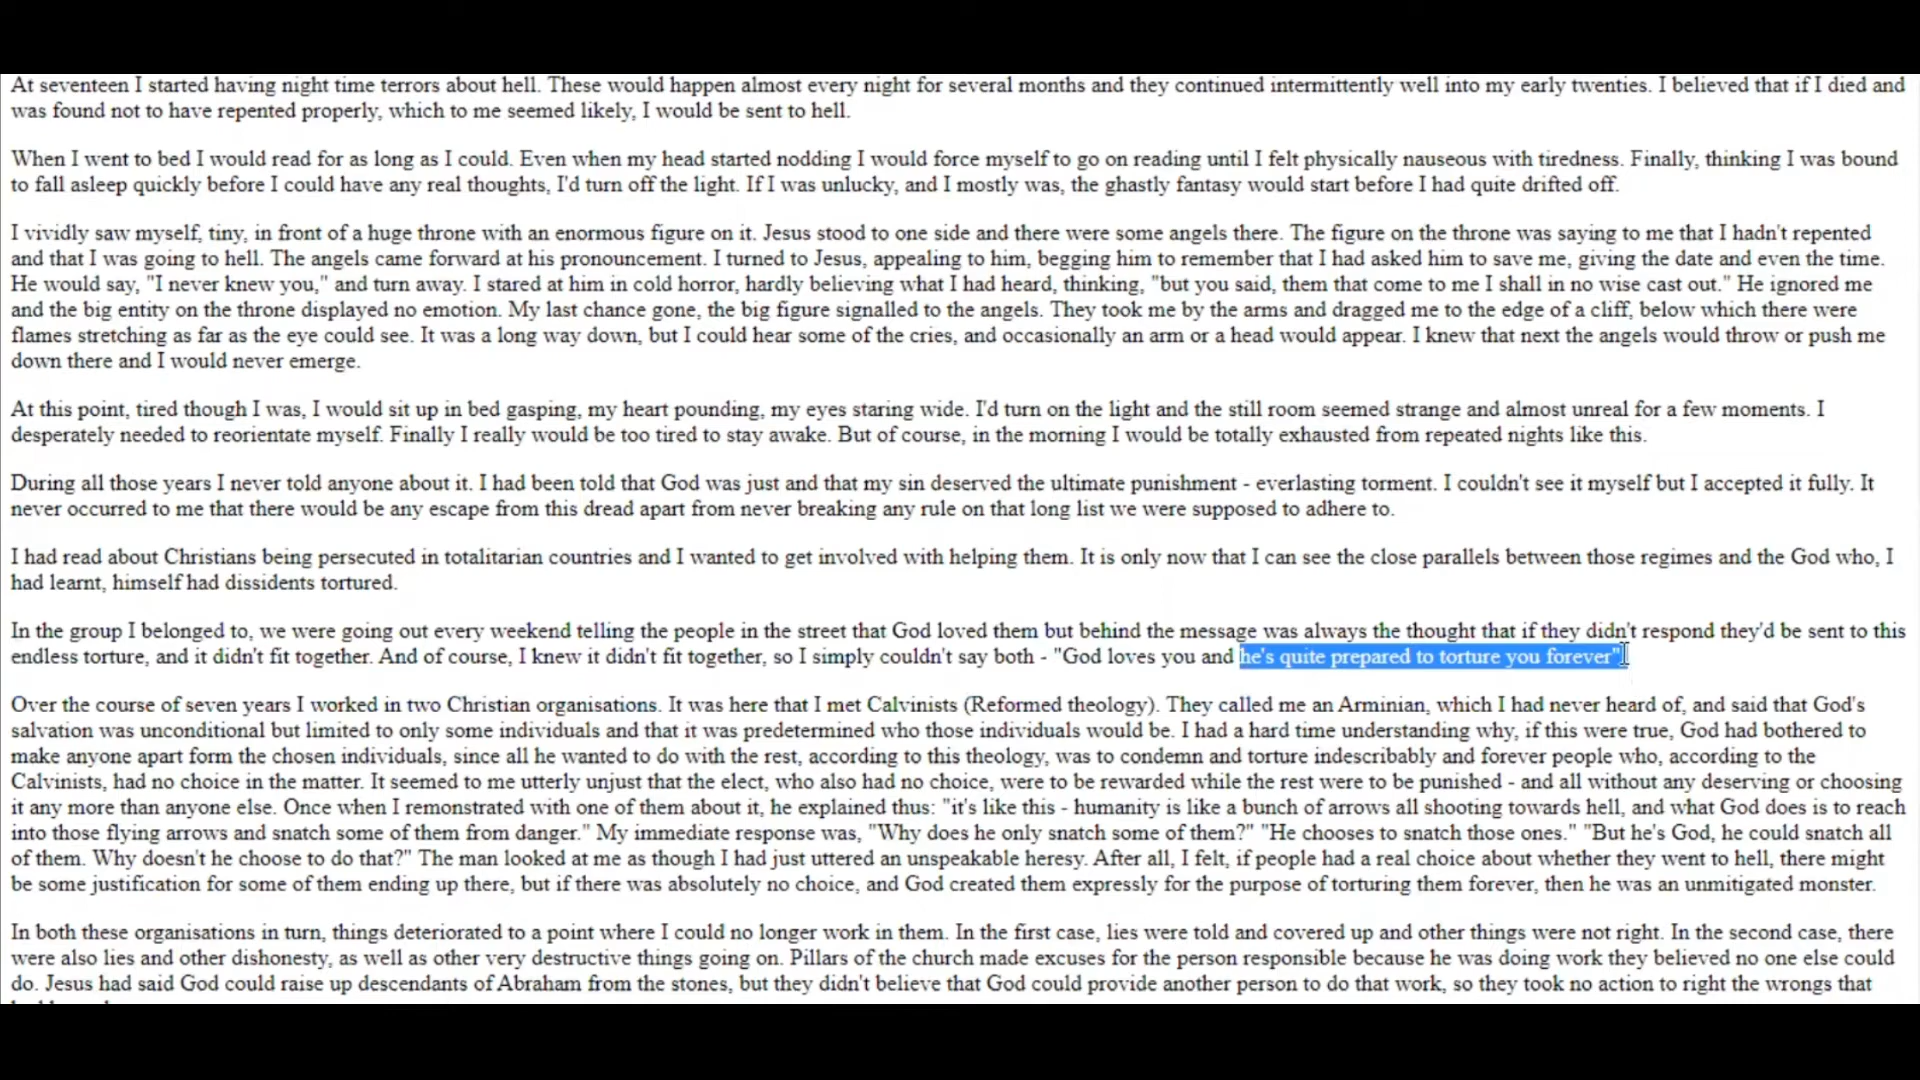 At seventeen I started having night time terrors about hell. These would happen almost every night for several months and they continued intermittently well into my early twenties. I believed that if I died and
was found not to have repented properly, which to me seemed likely, I would be sent to hell.
When I went to bed I would read for as long as I could. Even when my head started nodding I would force myself to go on reading until I felt physically nauseous with tiredness. Finally, thinking I was bound
to fall asleep quickly before I could have any real thoughts, I'd turn off the light. If I was unlucky, and I mostly was, the ghastly fantasy would start before I had quite drifted off.
I vividly saw myself, tiny, in front of a huge throne with an enormous figure on it. Jesus stood to one side and there were some angels there. The figure on the throne was saying to me that I hadn't repented
and that I was going to hell. The angels came forward at his pronouncement. I turned to Jesus, appealing to him, begging him to remember that I had asked him to save me, giving the date and even the time.
He would say, "I never knew you," and turn away. I stared at him in cold horror, hardly believing what I had heard, thinking, "but you said, them that come to me I shall in no wise cast out." He ignored me
and the big entity on the throne displayed no emotion. My last chance gone, the big figure signalled to the angels. They took me by the arms and dragged me to the edge of a cliff, below which there were
flames stretching as far as the eye could see. It was a long way down, but I could hear some of the cries, and occasionally an arm or a head would appear. I knew that next the angels would throw or push me
down there and I would never emerge.
At this point, tired though I was, I would sit up in bed gasping, my heart pounding, my eyes staring wide. I'd turn on the light and the still room seemed strange and almost unreal for a few moments. I
desperately needed to reorientate myself. Finally I really would be too tired to stay awake. But of course, in the morning I would be totally exhausted from repeated nights like this.
During all those years I never told anyone about it. I had been told that God was just and that my sin deserved the ultimate punishment - everlasting torment. I couldn't see it myself but I accepted it fully. It
never occurred to me that there would be any escape from this dread apart from never breaking any rule on that long list we were supposed to adhere to.
I had read about Christians being persecuted in totalitarian countries and I wanted to get involved with helping them. It is only now that I can see the close parallels between those regimes and the God who, I
had learnt, himself had dissidents tortured.
In the group I belonged to, we were going out every weekend telling the people in the street that God loved them but behind the message was always the thought that if they didn't respond they'd be sent to this
endless torture, and it didn't fit together. And of course, I knew it didn't fit together, so I simply couldn't say both - "God loves you and he's quite prepared to torture you forever".
Over the course of seven years I worked in two Christian organisations. It was here that I met Calvinists (Reformed theology). They called me an Arminian, which I had never heard of, and said that God's
salvation was unconditional but limited to only some individuals and that it was predetermined who those individuals would be. I had a hard time understanding why, if this were true, God had bothered to
make anyone apart form the chosen individuals, since all he wanted to do with the rest, according to this theology, was to condemn and torture indescribably and forever people who, according to the
Calvinists, had no choice in the matter. It seemed to me utterly unjust that the elect, who also had no choice, were to be rewarded while the rest were to be punished - and all without any deserving or choosing
it any more than anyone else. Once when I remonstrated with one of them about it, he explained thus: "it's like this - humanity is like a bunch of arrows all shooting towards hell, and what God does is to reach
into those flying arrows and snatch some of them from danger." My immediate response was, "Why does he only snatch some of them?" "He chooses to snatch those ones." "But he's God, he could snatch all
of them. Why doesn't he choose to do that?" The man looked at me as though I had just uttered an unspeakable heresy. After all, I felt, if people had a real choice about whether they went to hell, there might
be some justification for some of them ending up there, but if there was absolutely no choice, and God created them expressly for the purpose of torturing them forever, then he was an unmitigated monster.
In both these organisations in turn, things deteriorated to a point where I could no longer work in them. In the first case, lies were told and covered up and other things were not right. In the second case, there
were also lies and other dishonesty, as well as other very destructive things going on. Pillars of the church made excuses for the person responsible because he was doing work they believed no one else could
do. Jesus had said God could raise up descendants of Abraham from the stones, but they didn't believe that God could provide another person to do that work, so they took no action to right the wrongs that